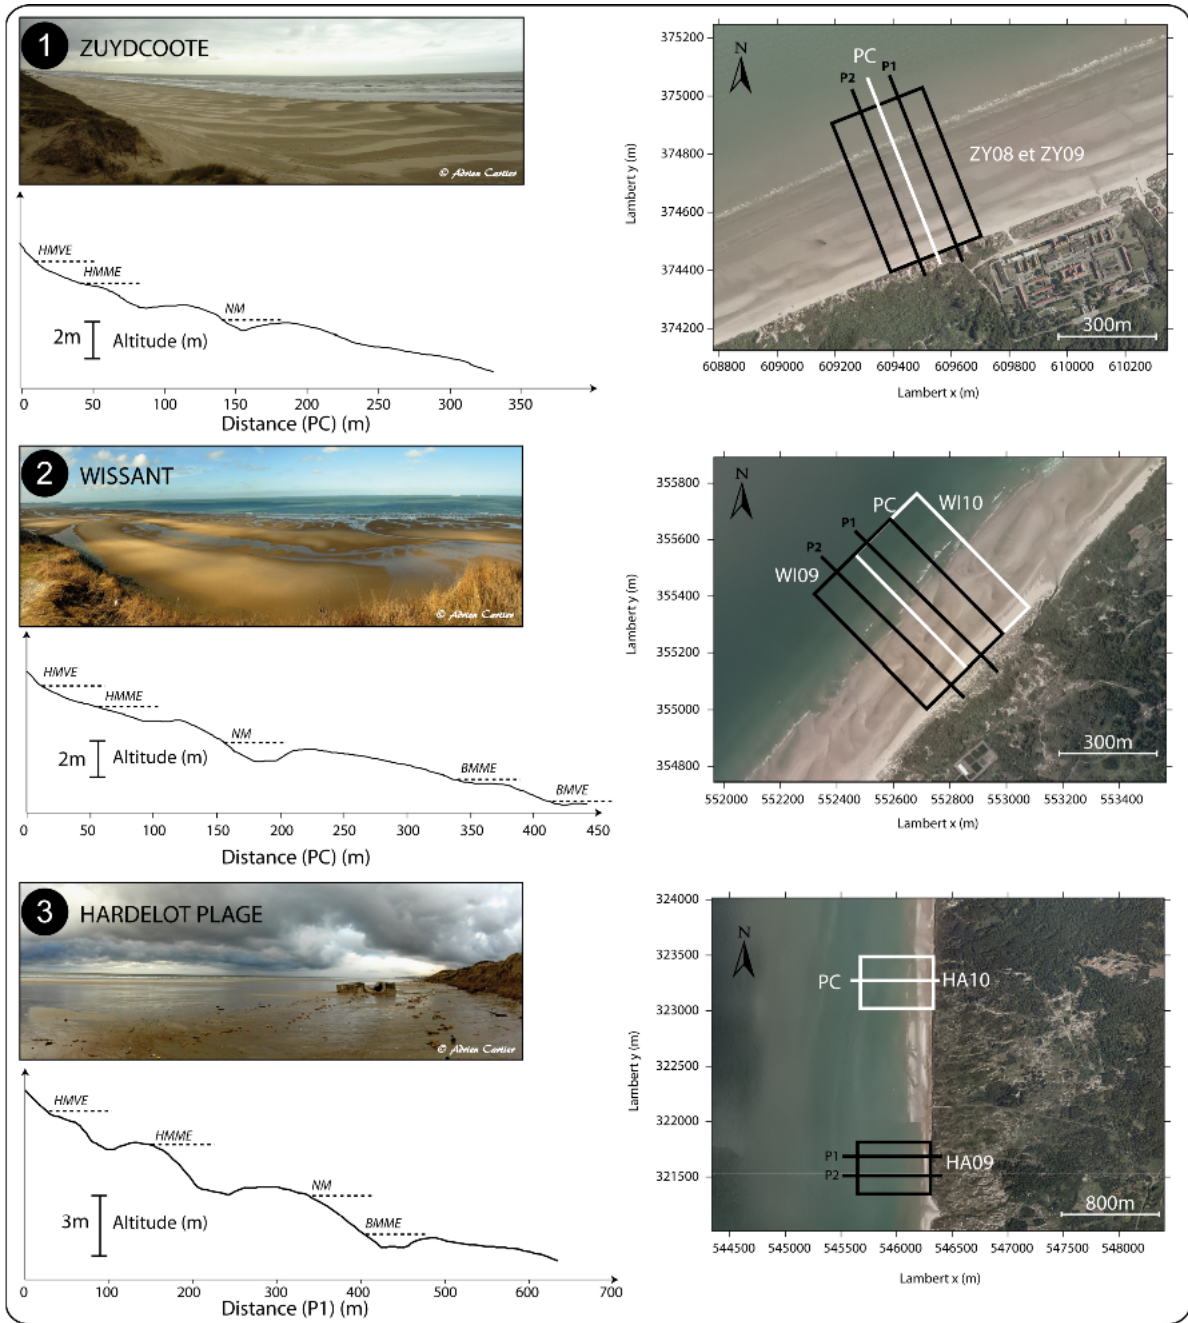 1 ZUYDCOOTE
© Adrien Cartier
HMVE
HMME
NM
2m Altitude (m)
0 50 100 150 200 250 300 350
Distance (PC) (m)
375200
375000
374800
374600
374400
374200
Lambert y (m)
N
P2 PC P1
ZY08 et ZY09
300m
608800 609000 609200 609400 609600 609800 610000 610200
Lambert x (m)
2 WISSANT
© Adrien Cartier
HMVE
HMME
NM
BMME
BMVE
2m Altitude (m)
0 50 100 150 200 250 300 350 400 450
Distance (PC) (m)
355800
355600
355400
355200
355000
354800
Lambert y (m)
N
PC WI10
P1
P2
WI09
300m
552000 552200 552400 552600 552800 553000 553200 553400
Lambert x (m)
3 HARDELOT PLAGE
© Adrien Cartier
HMVE
HMME
NM
BMME
3m Altitude (m)
0 100 200 300 400 500 600 700
Distance (P1) (m)
324000
323500
323000
322500
322000
321500
Lambert y (m)
N
PC HA10
P1 HA09
P2
800m
544500 545000 545500 546000 546500 547000 547500 548000
Lambert x (m)